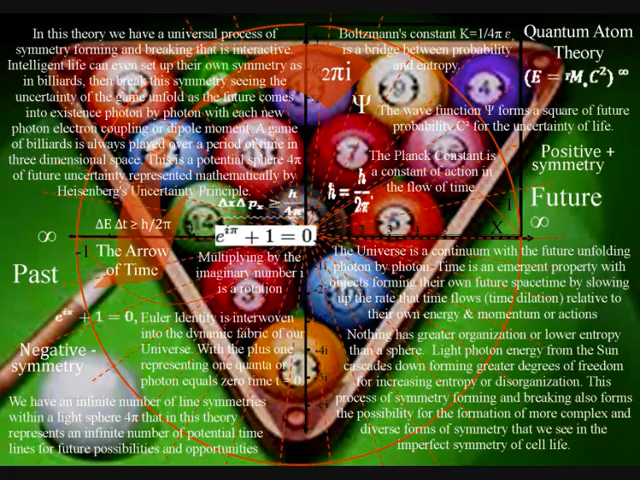 In this theory we have a universal process of
symmetry forming and breaking that is interactive.
Intelligent life can even set up their own symmetry as
in billiards, then break this symmetry seeing the
uncertainty of the game unfold as the future comes
into existence photon by photon with each new
photon electron coupling or dipole moment. A game
of billiards is always played over a period of time in
three dimensional space. This is a potential sphere 4π
of future uncertainty represented mathematically by
Heisenberg's Uncertainty Principle.
Δx Δpₓ ≥ h/4π
ΔE Δt ≥ h/2π
∞
-1
The Arrow
of Time
Past
e^iπ + 1 = 0
Multiplying by the
imaginary number i
is a rotation
e^iπ + 1 = 0,
Euler Identity is interwoven
into the dynamic fabric of our
Universe. With the plus one
representing one quanta or
photon equals zero time t = 0
Negative -
symmetry
We have an infinite number of line symmetries
within a light sphere 4π that in this theory
represents an infinite number of potential time
lines for future possibilities and opportunities
Boltzmann's constant K=1/4π ε
is a bridge between probability
and entropy.
2πi
Quantum Atom
Theory
9
4
Ψ
The wave function Ψ forms a square of future
probability C² for the uncertainty of life.
7
The Planck Constant is
a constant of action in
the flow of time
ħ = h/2π.
Positive +
symmetry
Future
∞
1
X
5
3
2
The Universe is a continuum with the future unfolding
photon by photon. Time is an emergent property with
objects forming their own future spacetime by slowing
up the rate that time flows (time dilation) relative to
their own energy & momentum or actions
Nothing has greater organization or lower entropy
than a sphere. Light photon energy from the Sun
cascades down forming greater degrees of freedom
for increasing entropy or disorganization. This
process of symmetry forming and breaking also forms
the possibility for the formation of more complex and
diverse forms of symmetry that we see in the
imperfect symmetry of cell life.
-4i